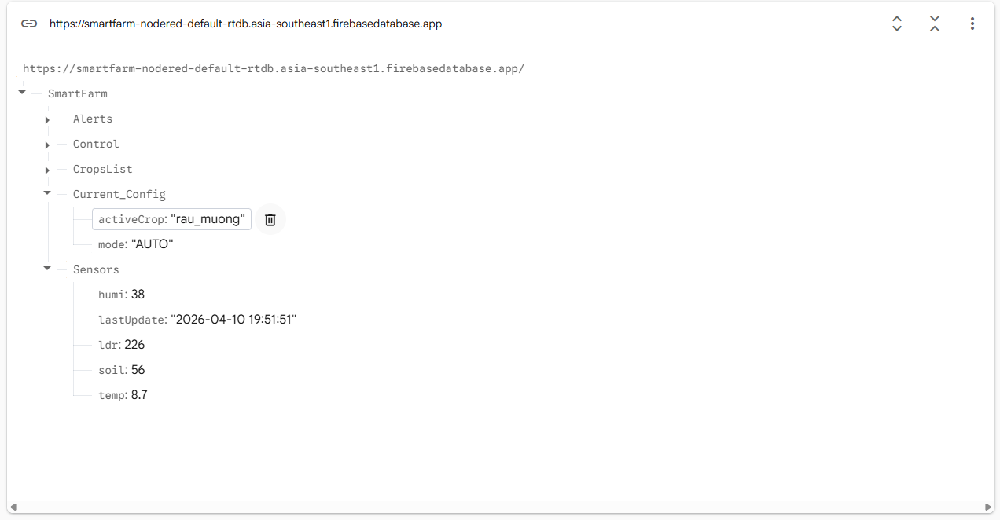 https://smartfarm-nodered-default-rtdb.asia-southeast1.firebasedatabase.app
https://smartfarm-nodered-default-rtdb.asia-southeast1.firebasedatabase.app/
SmartFarm
Alerts
Control
CropsList
Current_Config
activeCrop: "rau_muong"
mode: "AUTO"
Sensors
humi: 38
lastUpdate: "2026-04-10 19:51:51"
ldr: 226
soil: 56
temp: 8.7